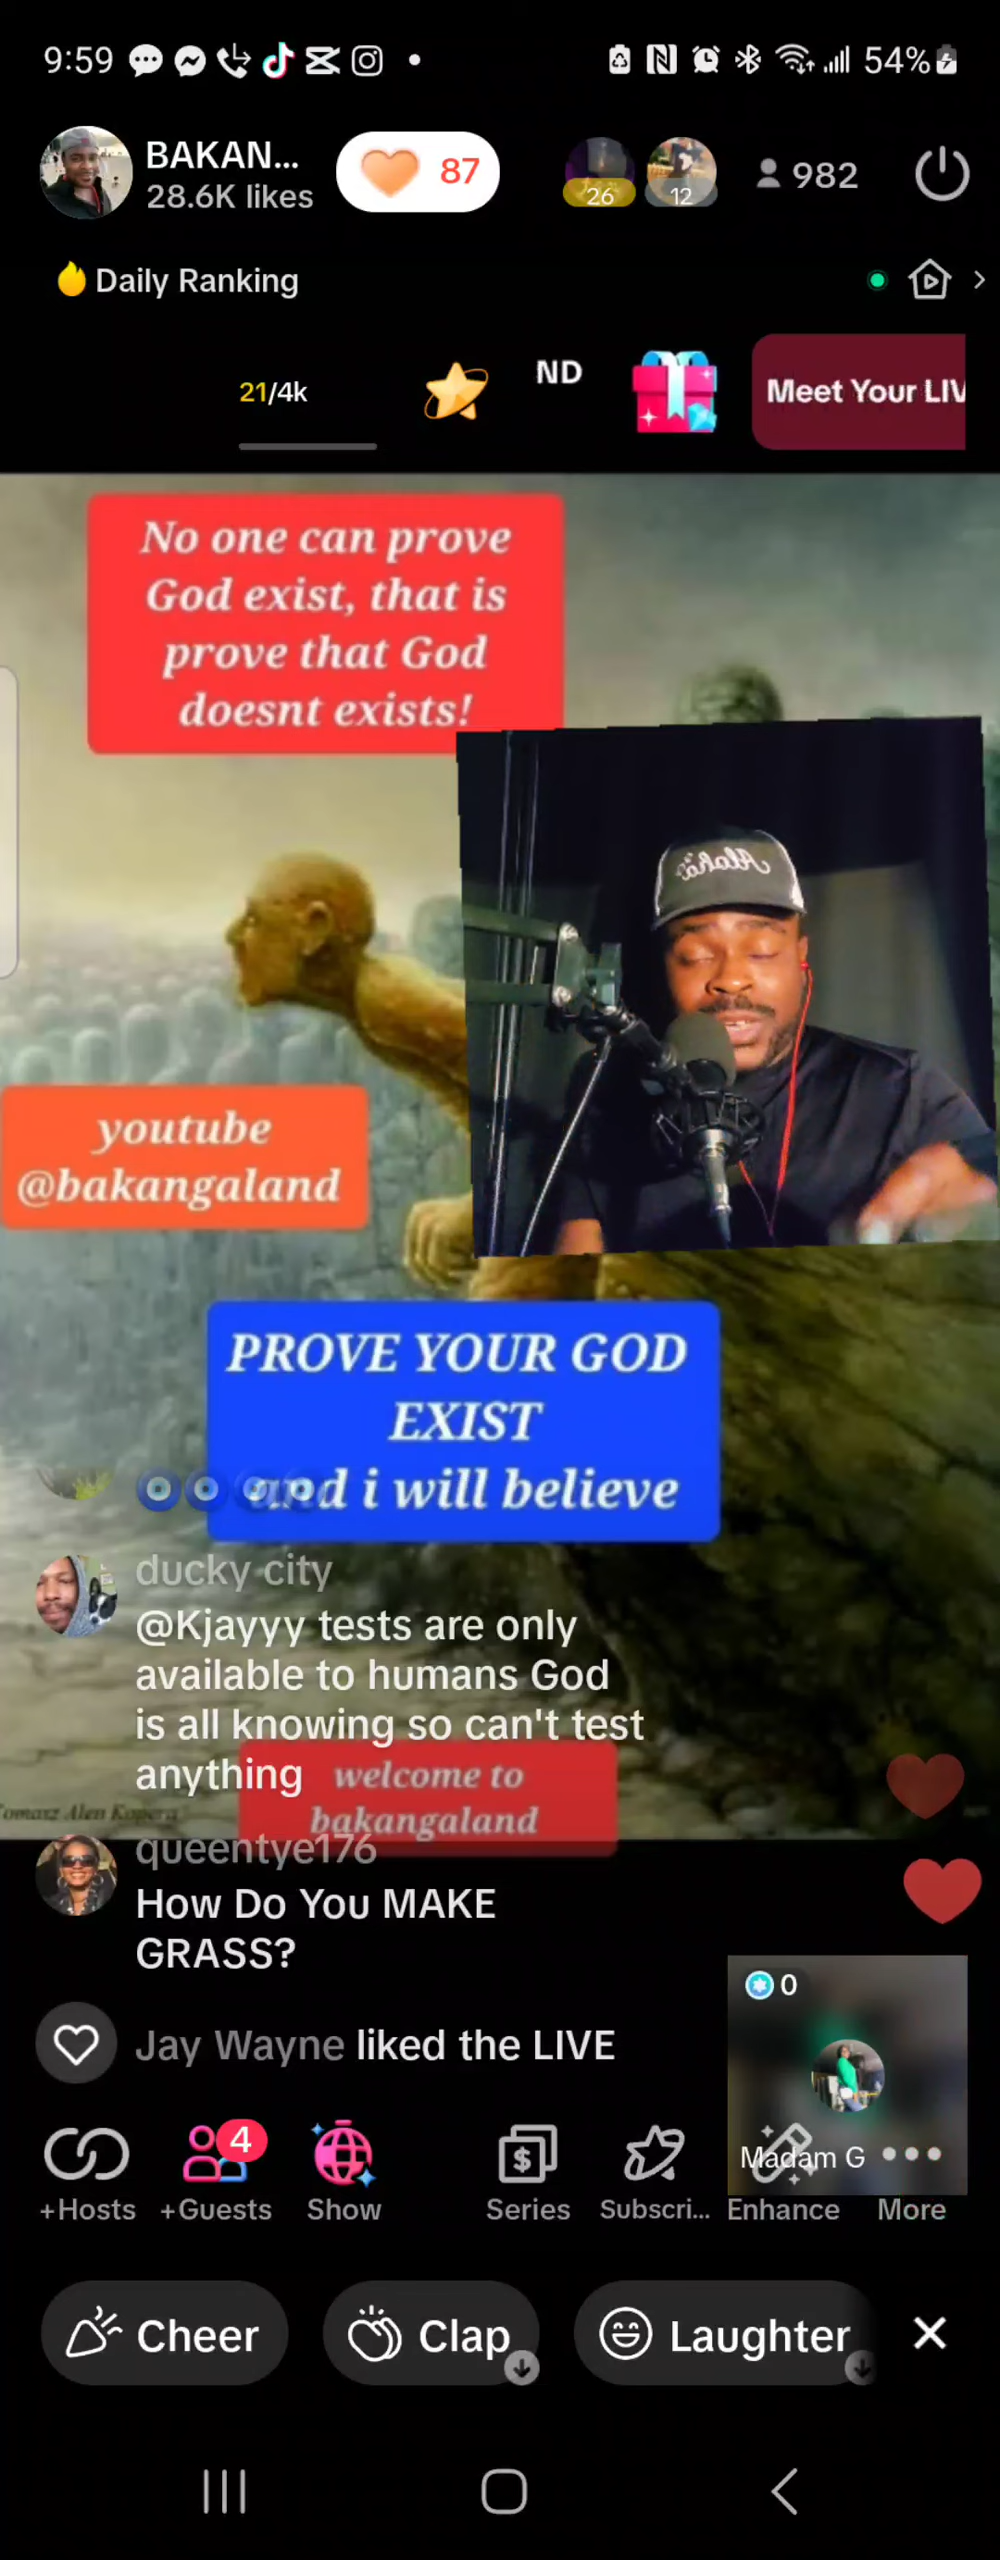 9:59
54%
BAKAN...
28.6K likes
87
26
12
982
Daily Ranking
21/4k
ND
Meet Your LIV
No one can prove
God exist, that is
prove that God
doesnt exists!
Aloha
youtube
@bakangaland
PROVE YOUR GOD
EXIST
and i will believe
ducky city
@Kjayyy tests are only
available to humans God
is all knowing so can't test
anything
welcome to
bakangaland
Tomasz Alen Kopera
queentye176
How Do You MAKE
GRASS?
0
Jay Wayne liked the LIVE
4
Madam G
+Hosts
+Guests
Show
Series
Subscri...
Enhance
More
Cheer
Clap
Laughter